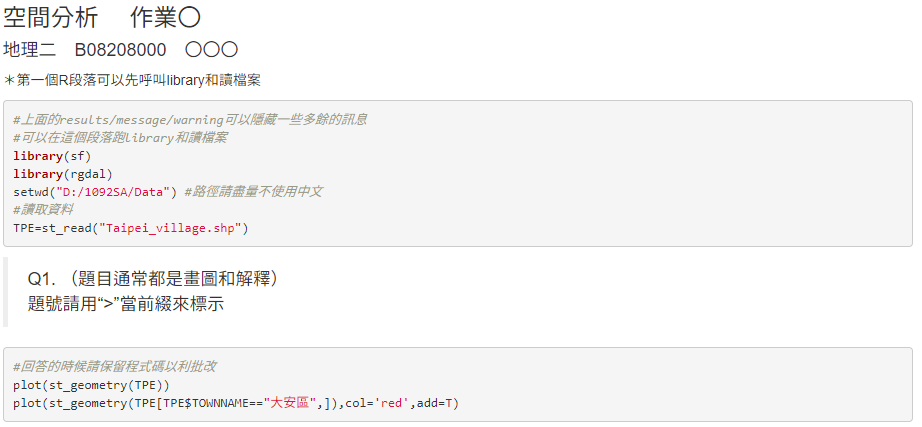 空間分析　作業〇
地理二　B08208000　〇〇〇
＊第一個R段落可以先呼叫library和讀檔案
#上面的results/message/warning可以隱藏一些多餘的訊息
#可以在這個段落跑library和讀檔案
library(sf)
library(rgdal)
setwd("D:/1092SA/Data") #路徑請盡量不使用中文
#讀取資料
TPE=st_read("Taipei_village.shp")
Q1. （題目通常都是畫圖和解釋）
題號請用“>”當前綴來標示
#回答的時候請保留程式碼以利批改
plot(st_geometry(TPE))
plot(st_geometry(TPE[TPE$TOWNNAME=="大安區",]),col='red',add=T)